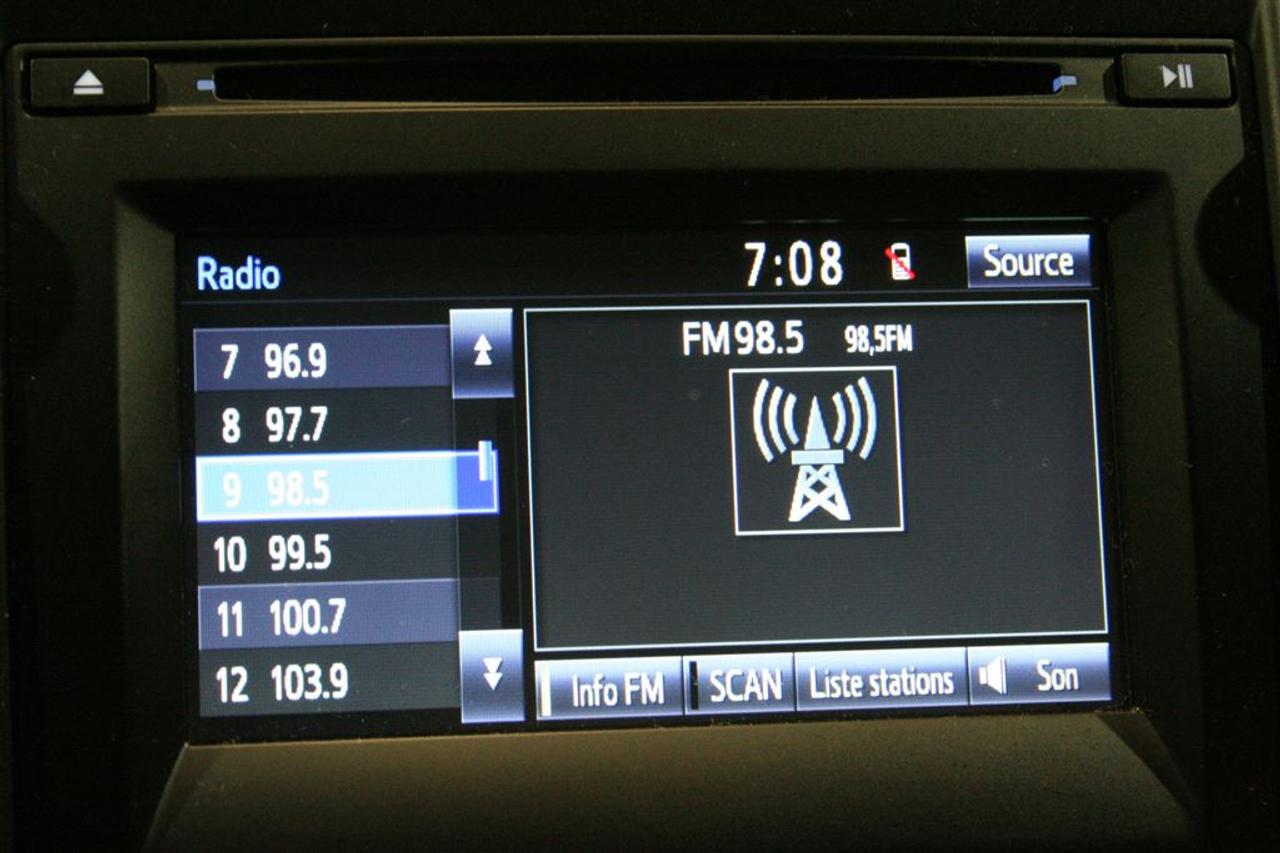 Radio 7:08 Source
FM98.5 98,5FM
7 96.9
8 97.7
9 98.5
10 99.5
11 100.7
12 103.9
Info FM SCAN Liste stations Son